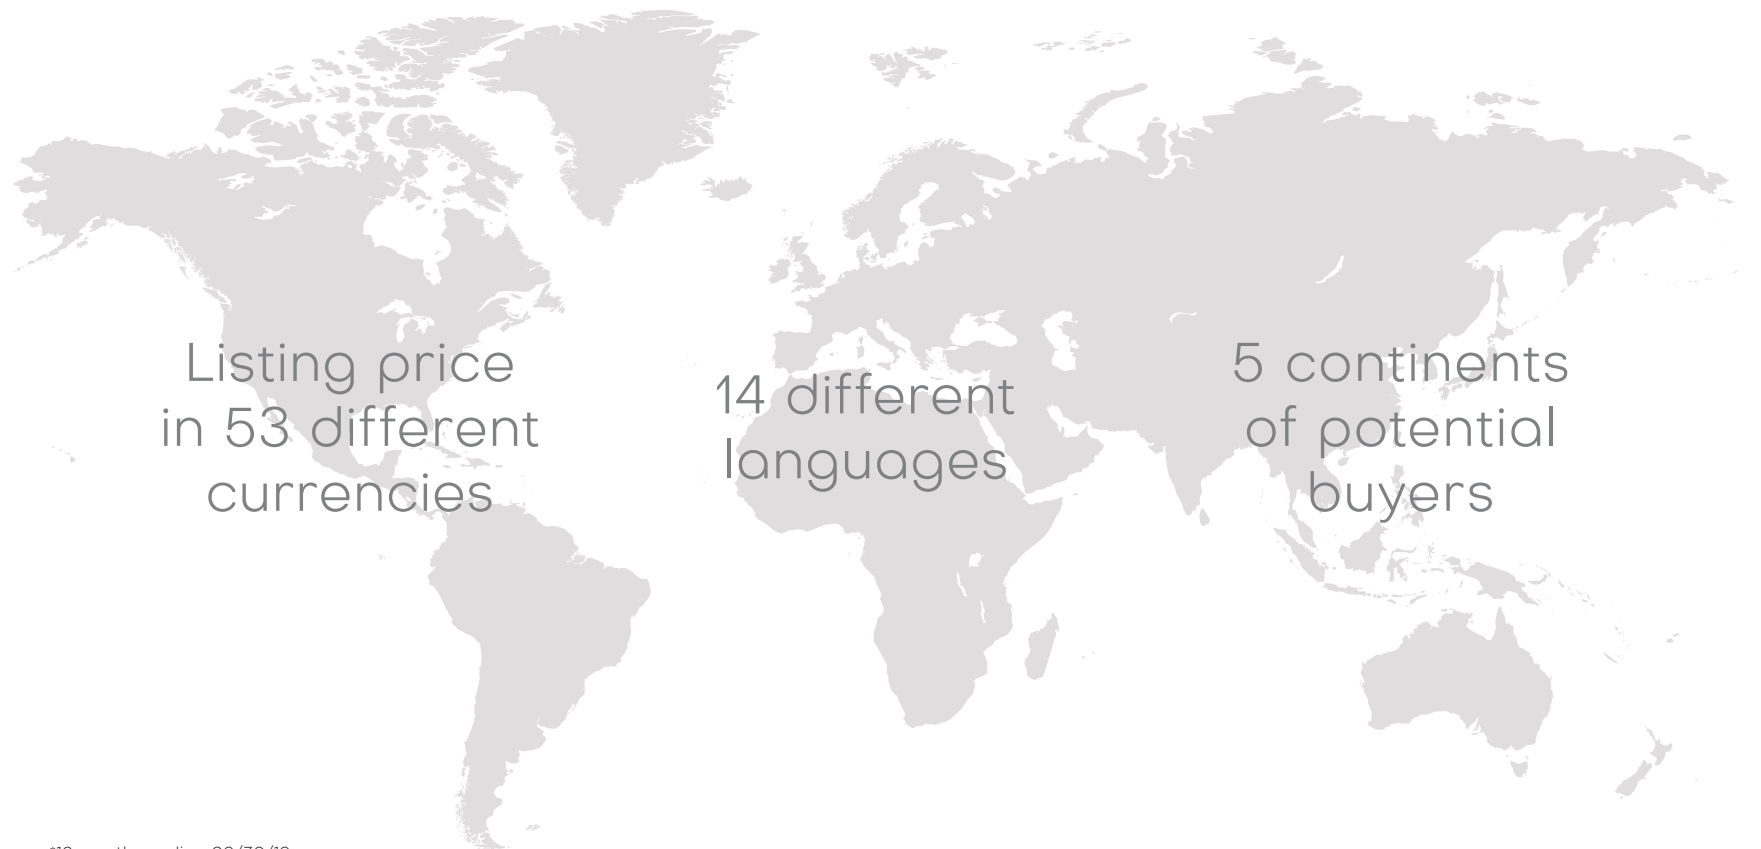 Listing price
in 53 different
currencies
14 different
languages
5 continents
of potential
buyers